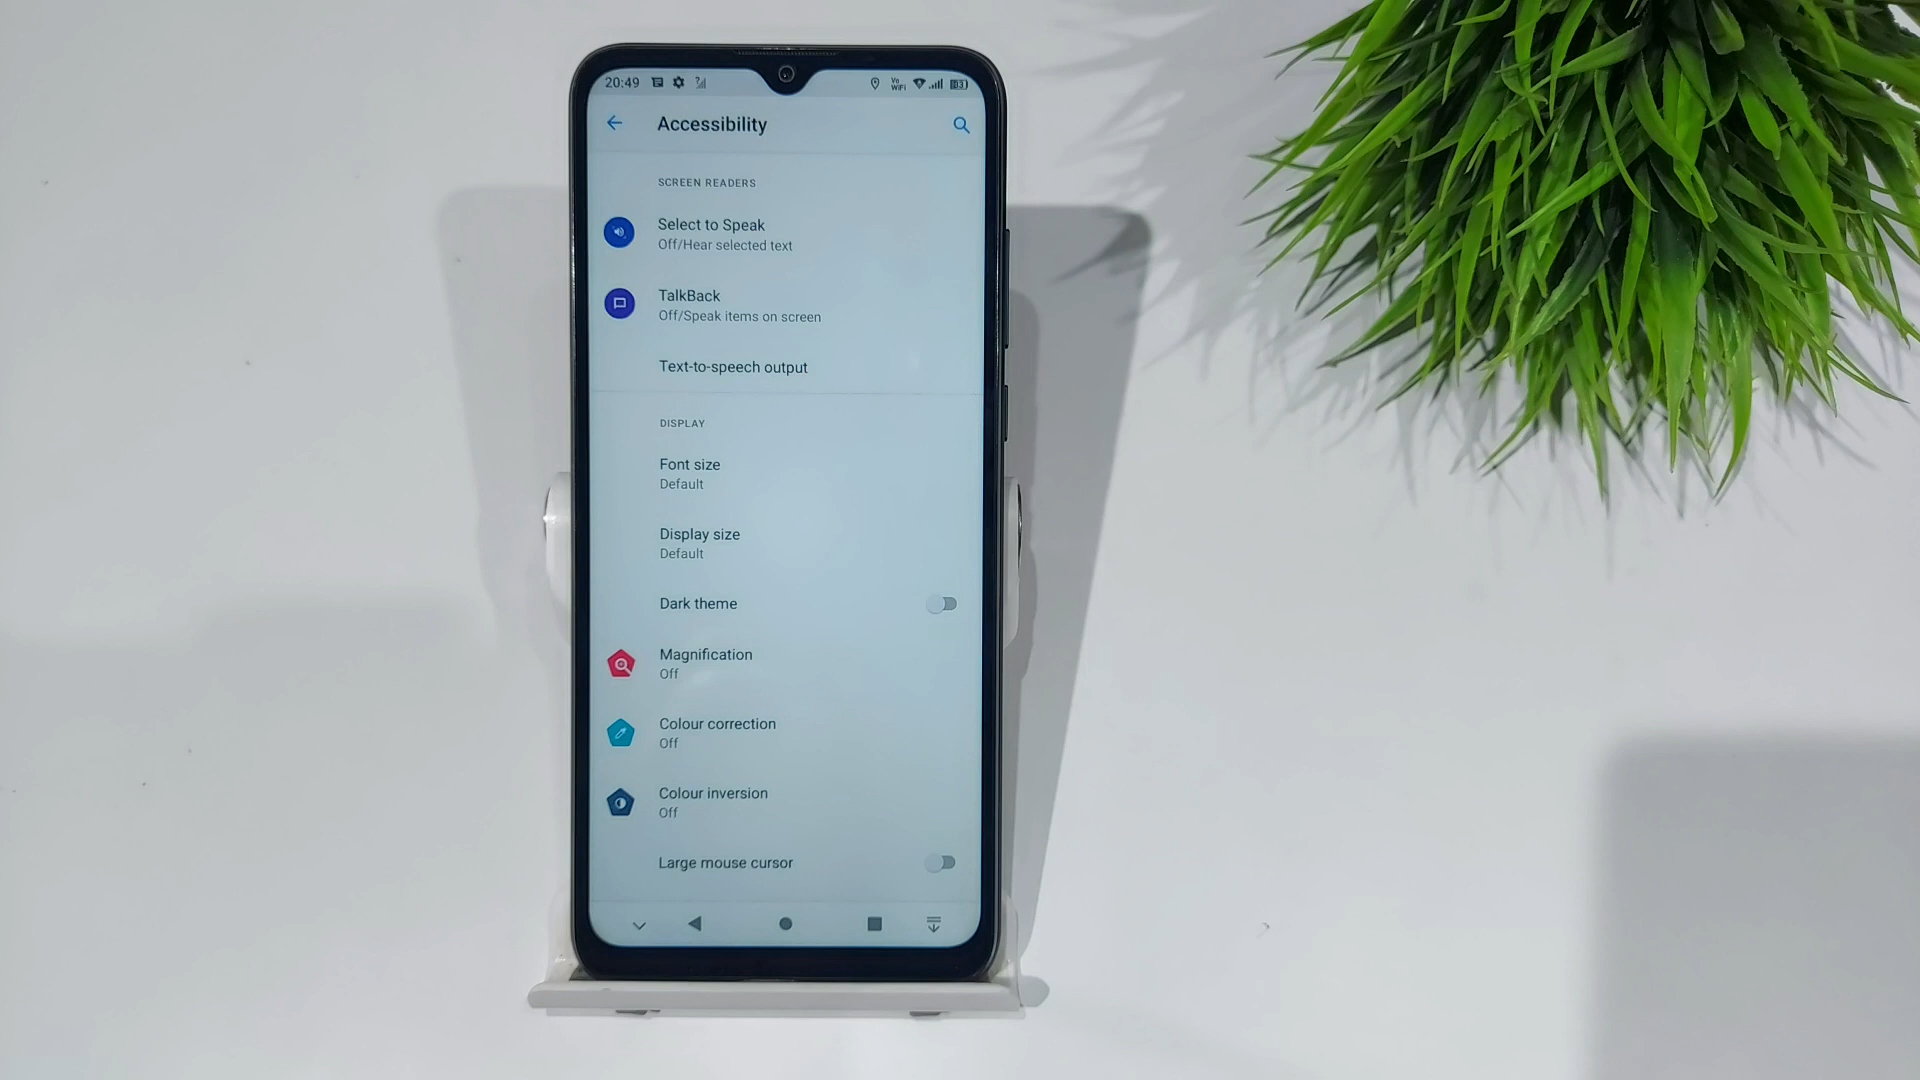 20:49
Vo
WiFi
Accessibility
SCREEN READERS
Select to Speak
Off/Hear selected text
TalkBack
Off/Speak items on screen
Text-to-speech output
DISPLAY
Font size
Default
Display size
Default
Dark theme
Magnification
Off
Colour correction
Off
Colour inversion
Off
Large mouse cursor